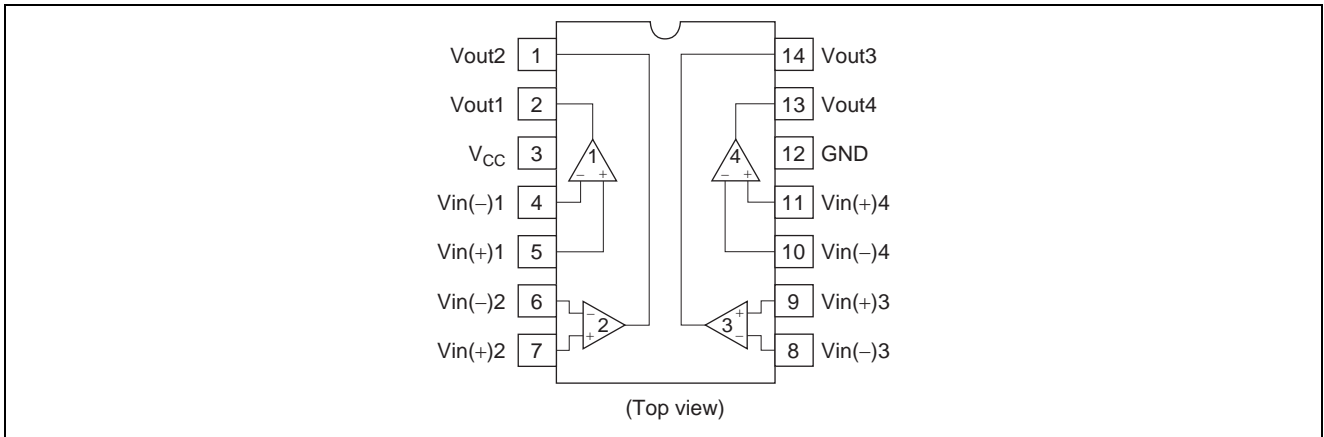 Vout2 1 14 Vout3
Vout1 2 13 Vout4
VCC 3 1 4 12 GND
− + − +
Vin(−)1 4 11 Vin(+)4
Vin(+)1 5 10 Vin(−)4
Vin(−)2 6 − + 9 Vin(+)3
2 3
Vin(+)2 7 + − 8 Vin(−)3
(Top view)